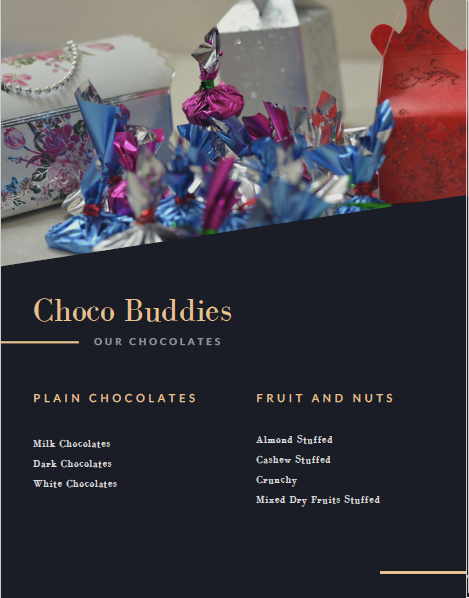 Choco Buddies
OUR CHOCOLATES
PLAIN CHOCOLATES
Milk Chocolates
Dark Chocolates
White Chocolates
FRUIT AND NUTS
Almond Stuffed
Cashew Stuffed
Crunchy
Mixed Dry Fruits Stuffed